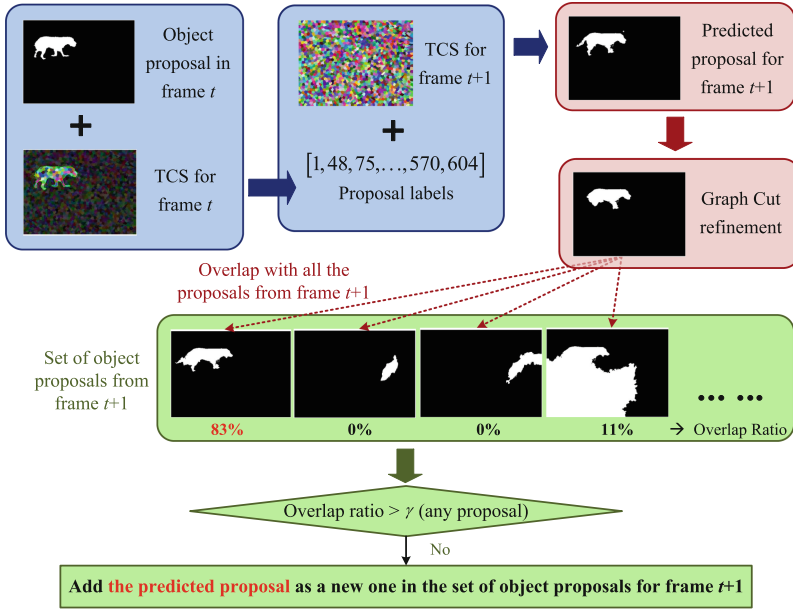 Object
proposal in
frame t
+
TCS for
frame t
TCS for
frame t+1
+
[1, 48, 75,…, 570, 604]
Proposal labels
Predicted
proposal for
frame t+1
Graph Cut
refinement
Overlap with all the
proposals from frame t+1
Set of object
proposals from
frame t+1
83%
0%
0%
11%
→ Overlap Ratio
... ...
Overlap ratio > γ (any proposal)
No
Add the predicted proposal as a new one in the set of object proposals for frame t+1